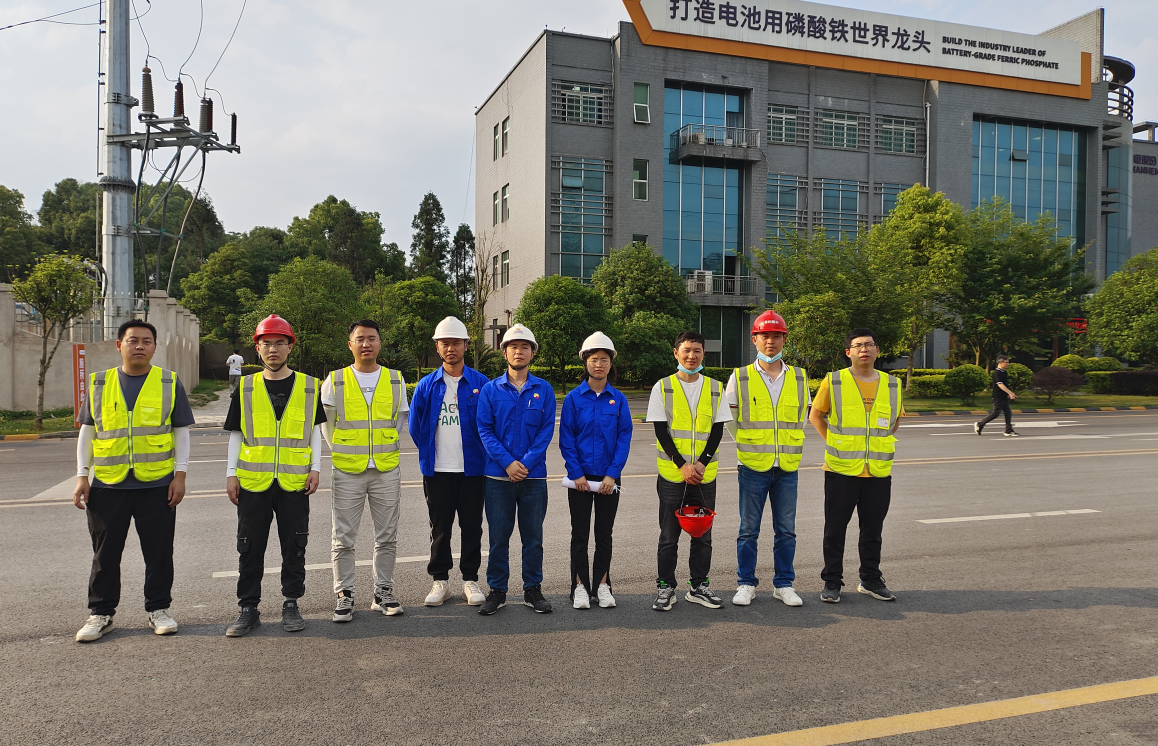 打造电池用磷酸铁世界龙头
BUILD THE INDUSTRY LEADER OF
BATTERY-GRADE FERRIC PHOSPHATE